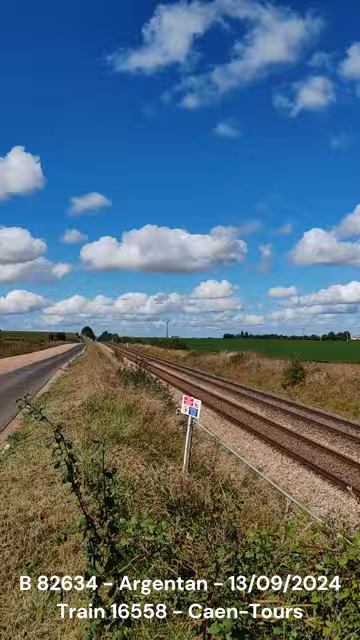 B 82634 - Argentan - 13/09/2024
Train 16558 - Caen-Tours